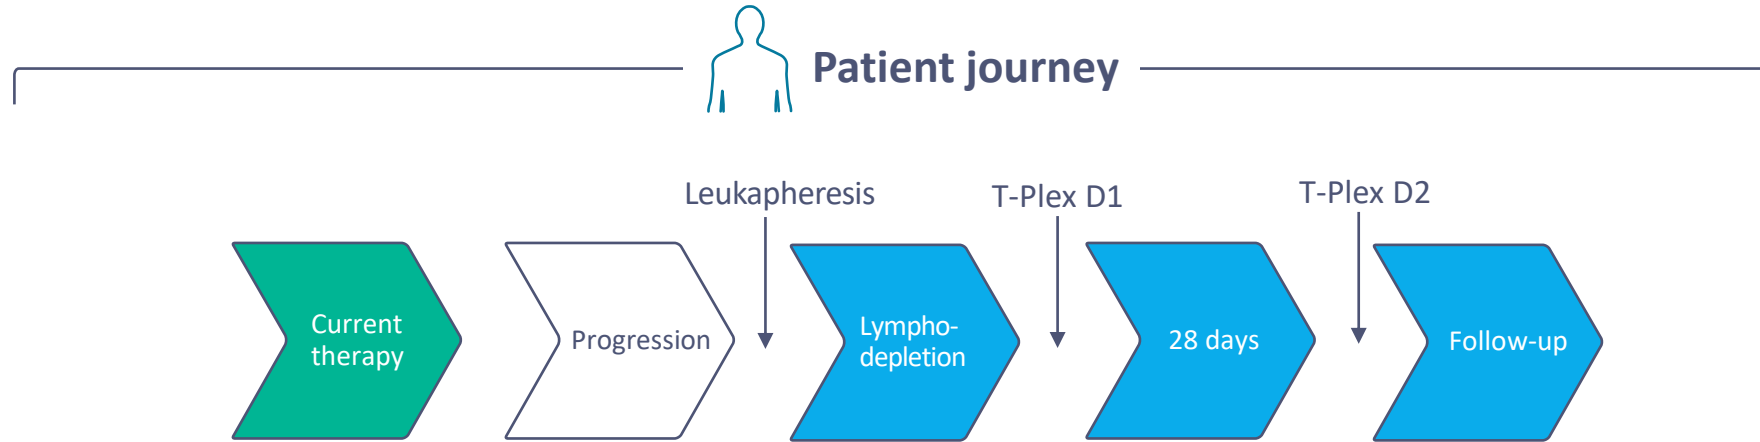 Patient journey
Leukapheresis
T-Plex D1
T-Plex D2
Current
therapy
Progression
Lympho-
depletion
28 days
Follow-up